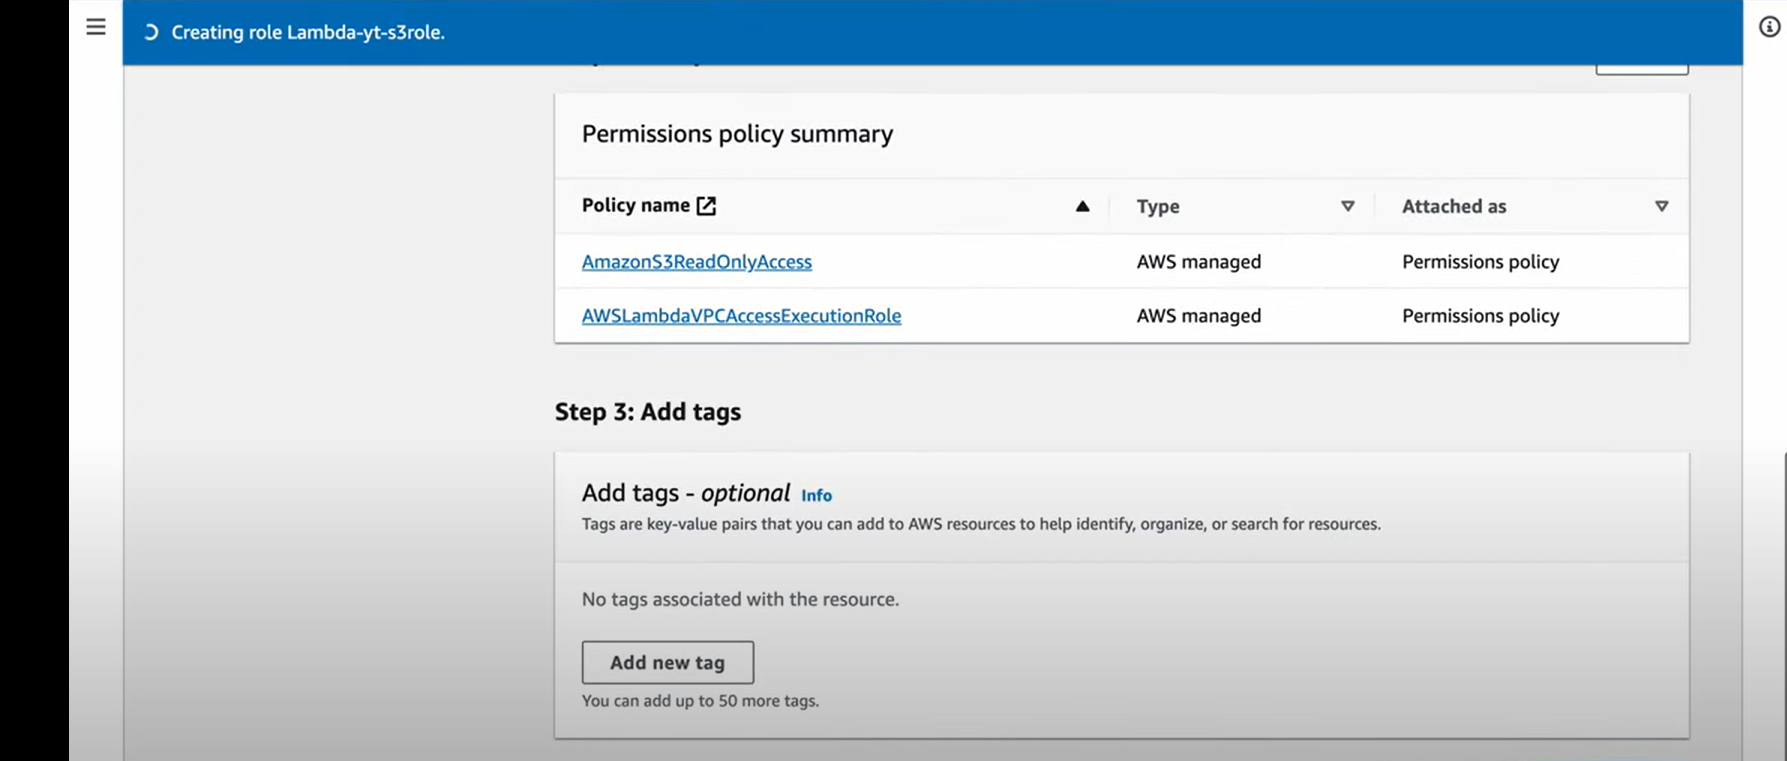 Creating role Lambda-yt-s3role.
Permissions policy summary
Policy name Type Attached as
AmazonS3ReadOnlyAccess AWS managed Permissions policy
AWSLambdaVPCAccessExecutionRole AWS managed Permissions policy
Step 3: Add tags
Add tags - optional Info
Tags are key-value pairs that you can add to AWS resources to help identify, organize, or search for resources.
No tags associated with the resource.
Add new tag
You can add up to 50 more tags.